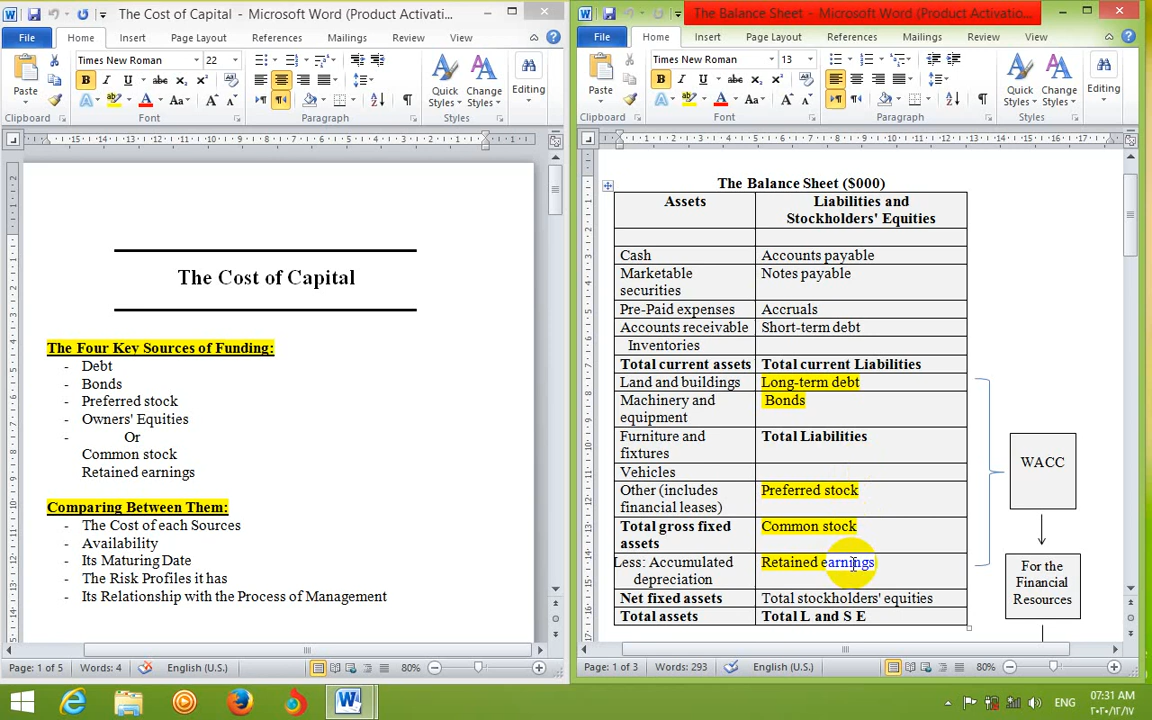 The Cost of Capital - Microsoft Word (Product Activati...
File
Home
Insert
Page Layout
References
Mailings
Review
View
Paste
Times New Roman
22
B
I
U
abc
Aa
A
A
Quick Styles
Change Styles
Editing
Clipboard
Font
Paragraph
Styles
The Cost of Capital
The Four Key Sources of Funding:
- Debt
- Bonds
- Preferred stock
- Owners' Equities
- Or
Common stock
Retained earnings
Comparing Between Them:
- The Cost of each Sources
- Availability
- Its Maturing Date
- The Risk Profiles it has
- Its Relationship with the Process of Management
Page: 1 of 5
Words: 4
English (U.S.)
80%
The Balance Sheet - Microsoft Word (Product Activatio...
File
Home
Insert
Page Layout
References
Mailings
Review
View
Paste
Times New Roman
13
B
I
U
abc
Aa
A
A
Quick Styles
Change Styles
Editing
Clipboard
Font
Paragraph
Styles
The Balance Sheet ($000)
Assets
Liabilities and
Stockholders' Equities
Cash
Accounts payable
Marketable
securities
Notes payable
Pre-Paid expenses
Accruals
Accounts receivable
Short-term debt
Inventories
Total current assets
Total current Liabilities
Land and buildings
Long-term debt
Machinery and
equipment
Bonds
Furniture and
fixtures
Total Liabilities
Vehicles
Other (includes
financial leases)
Preferred stock
Total gross fixed
assets
Common stock
Less: Accumulated
depreciation
Retained earnings
Net fixed assets
Total stockholders' equities
Total assets
Total L and S E
WACC
For the
Financial
Resources
Page: 1 of 3
Words: 293
English (U.S.)
80%
ENG
07:31 AM
٢٠٢٠/١٢/١٧